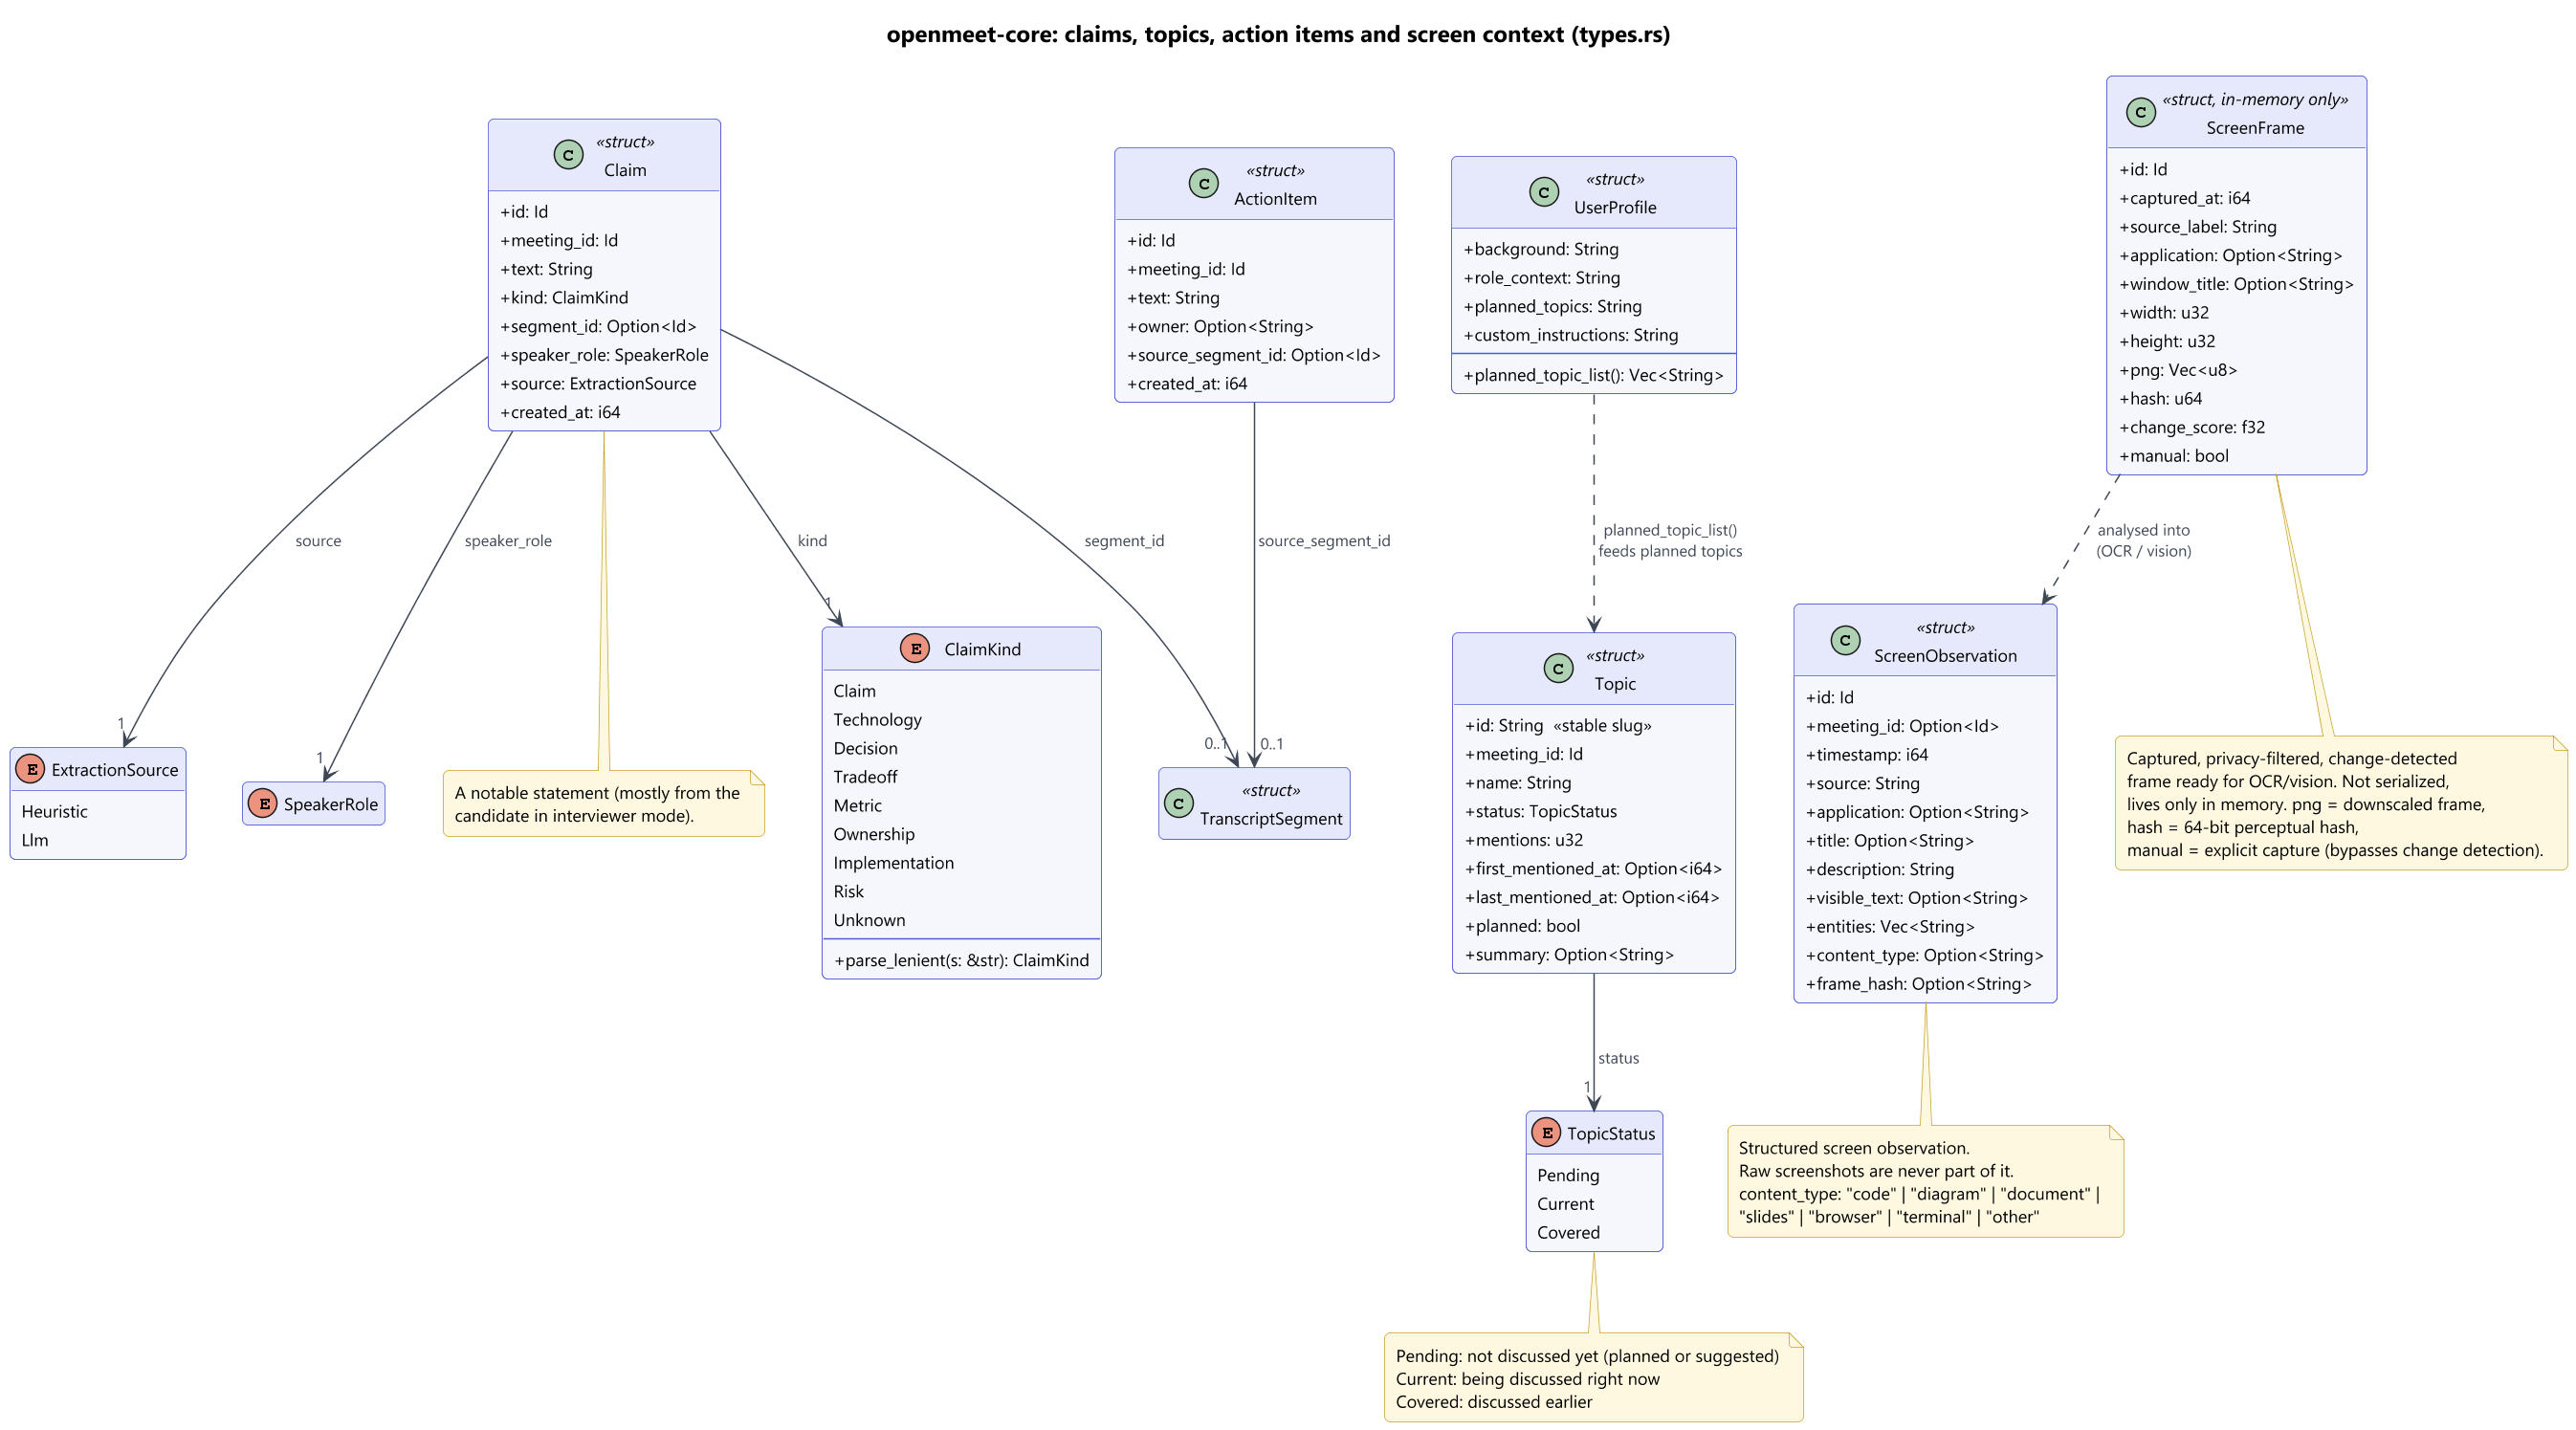 openmeet-core: claims, topics, action items and screen context (types.rs)
C
«struct»
Claim
+id: Id
+meeting_id: Id
+text: String
+kind: ClaimKind
+segment_id: Option<Id>
+speaker_role: SpeakerRole
+source: ExtractionSource
+created_at: i64
C
«struct»
ActionItem
+id: Id
+meeting_id: Id
+text: String
+owner: Option<String>
+source_segment_id: Option<Id>
+created_at: i64
C
«struct»
UserProfile
+background: String
+role_context: String
+planned_topics: String
+custom_instructions: String
+planned_topic_list(): Vec<String>
C
«struct, in-memory only»
ScreenFrame
+id: Id
+captured_at: i64
+source_label: String
+application: Option<String>
+window_title: Option<String>
+width: u32
+height: u32
+png: Vec<u8>
+hash: u64
+change_score: f32
+manual: bool
source
speaker_role
kind
segment_id
source_segment_id
planned_topic_list()
feeds planned topics
analysed into
(OCR / vision)
1
1
1
0..1
0..1
E
ExtractionSource
Heuristic
Llm
E
SpeakerRole
A notable statement (mostly from the
candidate in interviewer mode).
E
ClaimKind
Claim
Technology
Decision
Tradeoff
Metric
Ownership
Implementation
Risk
Unknown
+parse_lenient(s: &str): ClaimKind
C
«struct»
TranscriptSegment
C
«struct»
Topic
+id: String «stable slug»
+meeting_id: Id
+name: String
+status: TopicStatus
+mentions: u32
+first_mentioned_at: Option<i64>
+last_mentioned_at: Option<i64>
+planned: bool
+summary: Option<String>
C
«struct»
ScreenObservation
+id: Id
+meeting_id: Option<Id>
+timestamp: i64
+source: String
+application: Option<String>
+title: Option<String>
+description: String
+visible_text: Option<String>
+entities: Vec<String>
+content_type: Option<String>
+frame_hash: Option<String>
Captured, privacy-filtered, change-detected
frame ready for OCR/vision. Not serialized,
lives only in memory. png = downscaled frame,
hash = 64-bit perceptual hash,
manual = explicit capture (bypasses change detection).
status
1
E
TopicStatus
Pending
Current
Covered
Structured screen observation.
Raw screenshots are never part of it.
content_type: "code" | "diagram" | "document" |
"slides" | "browser" | "terminal" | "other"
Pending: not discussed yet (planned or suggested)
Current: being discussed right now
Covered: discussed earlier